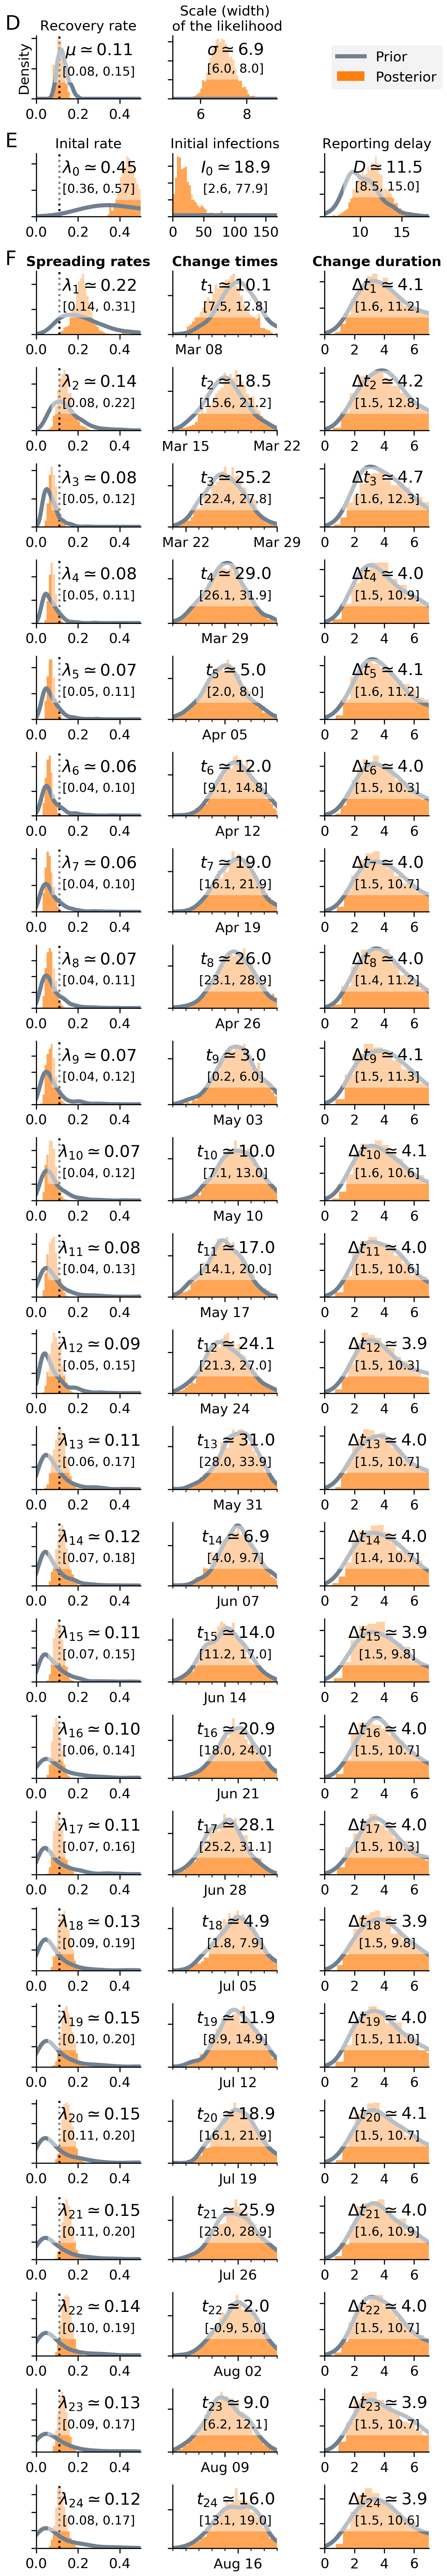 D
Recovery rate
Scale (width)
of the likelihood
Density
μ ≃ 0.11
[0.08, 0.15]
σ ≃ 6.9
[6.0, 8.0]
Prior
Posterior
0.0 0.2 0.4
6 8
E
Inital rate
Initial infections
Reporting delay
λ0 ≃ 0.45
[0.36, 0.57]
I0 ≃ 18.9
[2.6, 77.9]
D ≃ 11.5
[8.5, 15.0]
0.0 0.2 0.4
0 50 100 150
10 15
F
Spreading rates
Change times
Change duration
λ1 ≃ 0.22
[0.14, 0.31]
t1 ≃ 10.1
[7.5, 12.8]
Δt1 ≃ 4.1
[1.6, 11.2]
0.0 0.2 0.4
Mar 08
2 4 6
λ2 ≃ 0.14
[0.08, 0.22]
t2 ≃ 18.5
[15.6, 21.2]
Δt2 ≃ 4.2
[1.5, 12.8]
0.0 0.2 0.4
Mar 15 Mar 22
2 4 6
λ3 ≃ 0.08
[0.05, 0.12]
t3 ≃ 25.2
[22.4, 27.8]
Δt3 ≃ 4.7
[1.6, 12.3]
0.0 0.2 0.4
Mar 22 Mar 29
2 4 6
λ4 ≃ 0.08
[0.05, 0.11]
t4 ≃ 29.0
[26.1, 31.9]
Δt4 ≃ 4.0
[1.5, 10.9]
0.0 0.2 0.4
Mar 29
2 4 6
λ5 ≃ 0.07
[0.05, 0.11]
t5 ≃ 5.0
[2.0, 8.0]
Δt5 ≃ 4.1
[1.6, 11.2]
0.0 0.2 0.4
Apr 05
2 4 6
λ6 ≃ 0.06
[0.04, 0.10]
t6 ≃ 12.0
[9.1, 14.8]
Δt6 ≃ 4.0
[1.5, 10.3]
0.0 0.2 0.4
Apr 12
2 4 6
λ7 ≃ 0.06
[0.04, 0.10]
t7 ≃ 19.0
[16.1, 21.9]
Δt7 ≃ 4.0
[1.5, 10.7]
0.0 0.2 0.4
Apr 19
2 4 6
λ8 ≃ 0.07
[0.04, 0.11]
t8 ≃ 26.0
[23.1, 28.9]
Δt8 ≃ 4.0
[1.4, 11.2]
0.0 0.2 0.4
Apr 26
2 4 6
λ9 ≃ 0.07
[0.04, 0.12]
t9 ≃ 3.0
[0.2, 6.0]
Δt9 ≃ 4.1
[1.5, 11.3]
0.0 0.2 0.4
May 03
2 4 6
λ10 ≃ 0.07
[0.04, 0.12]
t10 ≃ 10.0
[7.1, 13.0]
Δt10 ≃ 4.1
[1.6, 10.6]
0.0 0.2 0.4
May 10
2 4 6
λ11 ≃ 0.08
[0.04, 0.13]
t11 ≃ 17.0
[14.1, 20.0]
Δt11 ≃ 4.0
[1.5, 10.6]
0.0 0.2 0.4
May 17
2 4 6
λ12 ≃ 0.09
[0.05, 0.15]
t12 ≃ 24.1
[21.3, 27.0]
Δt12 ≃ 3.9
[1.5, 10.3]
0.0 0.2 0.4
May 24
2 4 6
λ13 ≃ 0.11
[0.06, 0.17]
t13 ≃ 31.0
[28.0, 33.9]
Δt13 ≃ 4.0
[1.5, 10.7]
0.0 0.2 0.4
May 31
2 4 6
λ14 ≃ 0.12
[0.07, 0.18]
t14 ≃ 6.9
[4.0, 9.7]
Δt14 ≃ 4.0
[1.4, 10.7]
0.0 0.2 0.4
Jun 07
2 4 6
λ15 ≃ 0.11
[0.07, 0.15]
t15 ≃ 14.0
[11.2, 17.0]
Δt15 ≃ 3.9
[1.5, 9.8]
0.0 0.2 0.4
Jun 14
2 4 6
λ16 ≃ 0.10
[0.06, 0.14]
t16 ≃ 20.9
[18.0, 24.0]
Δt16 ≃ 4.0
[1.5, 10.7]
0.0 0.2 0.4
Jun 21
2 4 6
λ17 ≃ 0.11
[0.07, 0.16]
t17 ≃ 28.1
[25.2, 31.1]
Δt17 ≃ 4.0
[1.5, 10.3]
0.0 0.2 0.4
Jun 28
2 4 6
λ18 ≃ 0.13
[0.09, 0.19]
t18 ≃ 4.9
[1.8, 7.9]
Δt18 ≃ 3.9
[1.5, 9.8]
0.0 0.2 0.4
Jul 05
2 4 6
λ19 ≃ 0.15
[0.10, 0.20]
t19 ≃ 11.9
[8.9, 14.9]
Δt19 ≃ 4.0
[1.5, 11.0]
0.0 0.2 0.4
Jul 12
2 4 6
λ20 ≃ 0.15
[0.11, 0.20]
t20 ≃ 18.9
[16.1, 21.9]
Δt20 ≃ 4.1
[1.5, 10.7]
0.0 0.2 0.4
Jul 19
2 4 6
λ21 ≃ 0.15
[0.11, 0.20]
t21 ≃ 25.9
[23.0, 28.9]
Δt21 ≃ 4.0
[1.6, 10.9]
0.0 0.2 0.4
Jul 26
2 4 6
λ22 ≃ 0.14
[0.10, 0.19]
t22 ≃ 2.0
[-0.9, 5.0]
Δt22 ≃ 4.0
[1.5, 10.7]
0.0 0.2 0.4
Aug 02
2 4 6
λ23 ≃ 0.13
[0.09, 0.17]
t23 ≃ 9.0
[6.2, 12.1]
Δt23 ≃ 3.9
[1.5, 10.7]
0.0 0.2 0.4
Aug 09
2 4 6
λ24 ≃ 0.12
[0.08, 0.17]
t24 ≃ 16.0
[13.1, 19.0]
Δt24 ≃ 3.9
[1.5, 10.6]
0.0 0.2 0.4
Aug 16
2 4 6